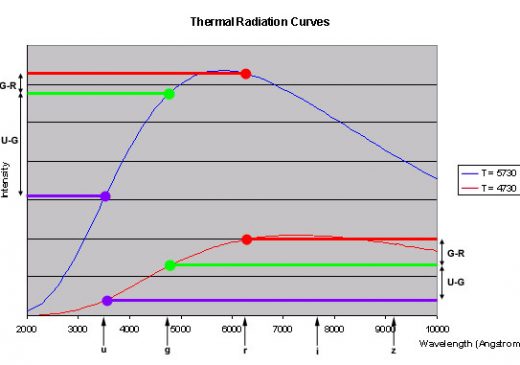 Thermal Radiation Curves
G-R
U-G
Intensity
T = 5730
T = 4730
G-R
U-G
2000 3000 4000 5000 6000 7000 8000 9000 10000
u g r i z
Wavelength (Angstrom